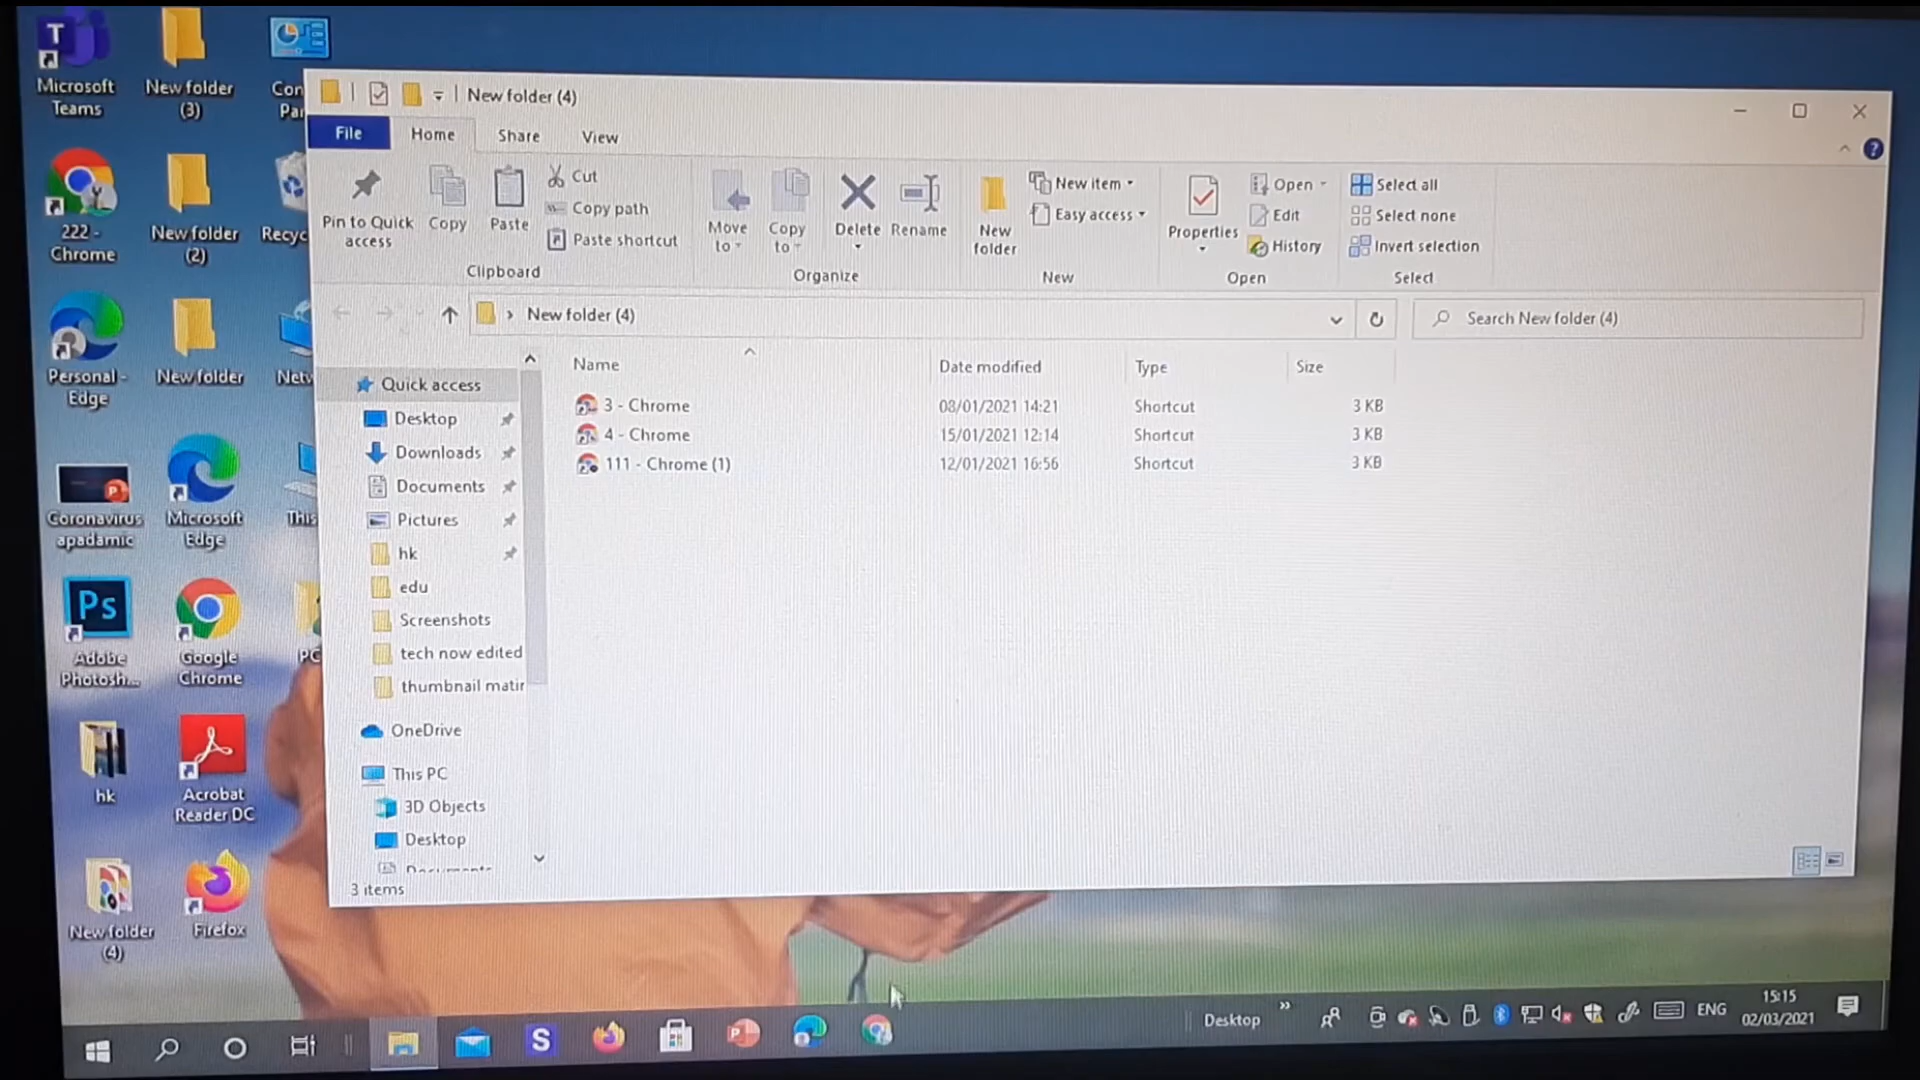 Microsoft
Teams
New folder
(3)
New folder (4)
File
Home
Share
View
Pin to Quick
access
Copy
Paste
Cut
Copy path
Paste shortcut
Clipboard
Move
to
Copy
to
Delete
Rename
Organize
New
folder
New item
Easy access
New
Properties
Open
Edit
History
Open
Select all
Select none
Invert selection
Select
222 -
Chrome
New folder
(2)
New folder (4)
Search New folder (4)
Name
Date modified
Type
Size
3 - Chrome
08/01/2021 14:21
Shortcut
3 KB
4 - Chrome
15/01/2021 12:14
Shortcut
3 KB
111 - Chrome (1)
12/01/2021 16:56
Shortcut
3 KB
Quick access
Desktop
Downloads
Documents
Pictures
hk
edu
Screenshots
tech now edited
thumbnail matir
OneDrive
This PC
3D Objects
Desktop
3 items
Personal -
Edge
New folder
Coronavirus
apadamic
Microsoft
Edge
This
Ps
Adobe
Photosh...
Google
Chrome
PC
hk
Acrobat
Reader DC
New folder
(4)
Firefox
Desktop
ENG
15:15
02/03/2021